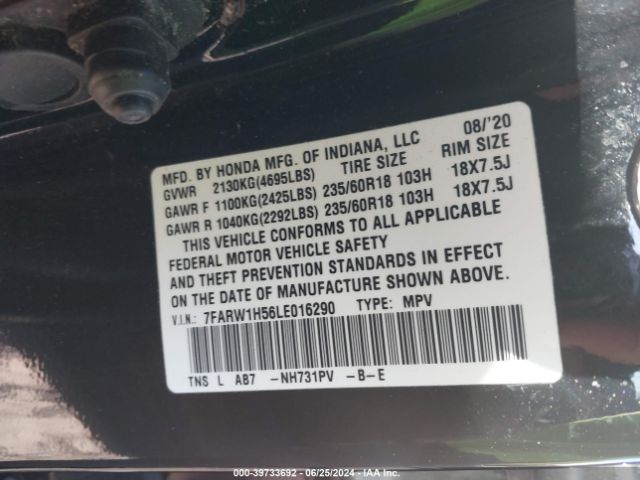 MFD. BY HONDA MFG. OF INDIANA, LLC 08/'20
GVWR 2130KG(4695LBS) TIRE SIZE RIM SIZE
GAWR F 1100KG(2425LBS) 235/60R18 103H 18X7.5J
GAWR R 1040KG(2292LBS) 235/60R18 103H 18X7.5J
THIS VEHICLE CONFORMS TO ALL APPLICABLE
FEDERAL MOTOR VEHICLE SAFETY
AND THEFT PREVENTION STANDARDS IN EFFECT
ON THE DATE OF MANUFACTURE SHOWN ABOVE.
V.I.N.: 7FARW1H56LE016290 TYPE: MPV
TNS L AB7 -NH731PV -B-E
© COPART - 39733692 - 06/25/2024 - IAA Inc.